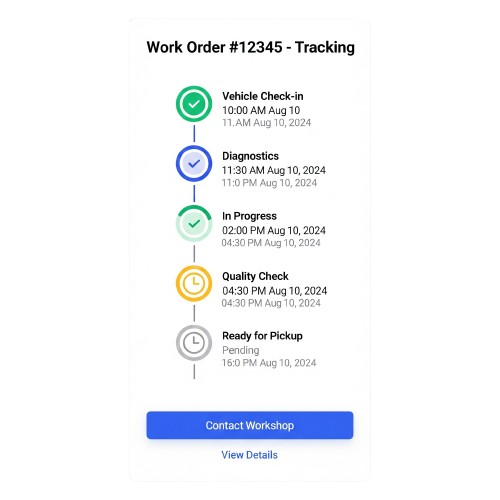 Work Order #12345 - Tracking
Vehicle Check-in
10:00 AM Aug 10
11.AM Aug 10, 2024
Diagnostics
11:30 AM Aug 10, 2024
11:0 PM Aug 10, 2024
In Progress
02:00 PM Aug 10, 2024
04:30 PM Aug 10, 2024
Quality Check
04:30 PM Aug 10, 2024
04:30 PM Aug 10, 2024
Ready for Pickup
Pending
16:0 PM Aug 10, 2024
Contact Workshop
View Details